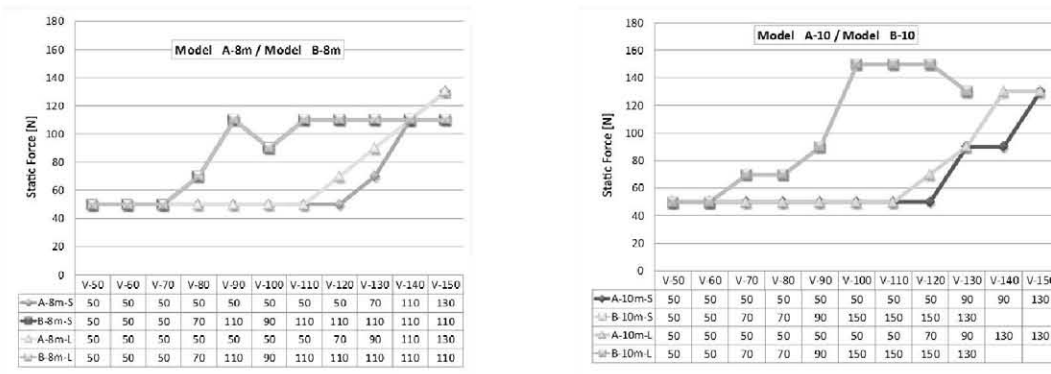 180
160
140
120
100
80
60
40
20
0
Static Force [N]
Model A-8m / Model B-8m
V-50 V-60 V-70 V-80 V-90 V-100 V-110 V-120 V-130 V-140 V-150
A-8m-S 50 50 50 50 50 50 50 50 70 110 130
B-8m-S 50 50 50 70 110 90 110 110 110 110 110
A-8m-L 50 50 50 50 50 50 50 70 90 110 130
B-8m-L 50 50 50 70 110 90 110 110 110 110 110
180
160
140
120
100
80
60
40
20
0
Static Force [N]
Model A-10 / Model B-10
V-50 V-60 V-70 V-80 V-90 V-100 V-110 V-120 V-130 V-140 V-150
A-10m-S 50 50 50 50 50 50 50 50 90 90 130
B-10m-S 50 50 70 70 90 150 150 150 130
A-10m-L 50 50 50 50 50 50 50 70 90 130 130
B-10m-L 50 50 70 70 90 150 150 150 130